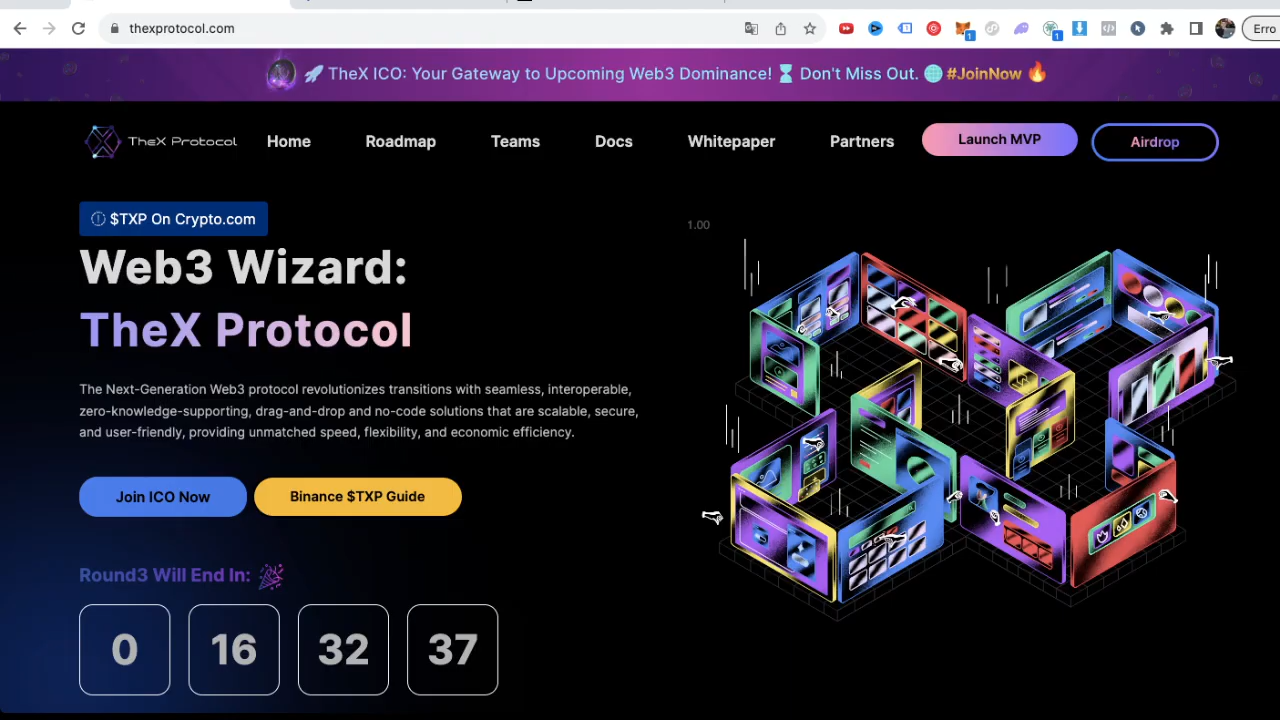 thexprotocol.com
1
1
Erro
🚀 TheX ICO: Your Gateway to Upcoming Web3 Dominance! ⌛ Don't Miss Out. 🌐 #JoinNow 🔥
TheX Protocol
Home
Roadmap
Teams
Docs
Whitepaper
Partners
Launch MVP
Airdrop
$TXP On Crypto.com
1.00
Web3 Wizard:
TheX Protocol
The Next-Generation Web3 protocol revolutionizes transitions with seamless, interoperable,
zero-knowledge-supporting, drag-and-drop and no-code solutions that are scalable, secure,
and user-friendly, providing unmatched speed, flexibility, and economic efficiency.
Join ICO Now
Binance $TXP Guide
Round3 Will End In:
0
16
32
37